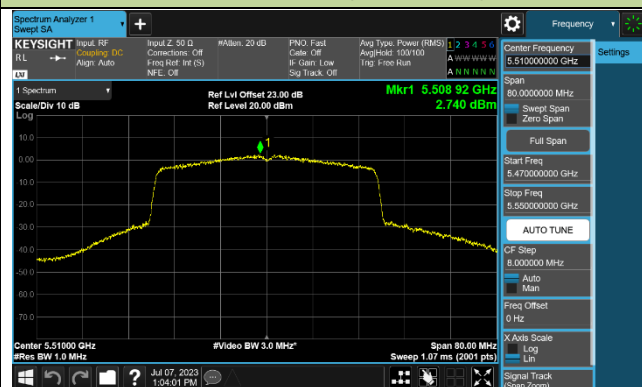 Spectrum Analyzer 1
Swept SA
Frequency
KEYSIGHT
Input: RF
Coupling: DC
Align: Auto
Input Z: 50 Ω
Corrections: Off
Freq Ref: Int (S)
NFE: Off
#Atten: 20 dB
PNO: Fast
Gate: Off
IF Gain: Low
Sig Track: Off
Avg Type: Power (RMS)
Avg|Hold: 100/100
Trig: Free Run
1 2 3 4 5 6
A W W W W W
A N N N N N
RL
LXI
1 Spectrum
Scale/Div 10 dB
Log
Ref Lvl Offset 23.00 dB
Ref Level 20.00 dBm
Mkr1 5.508 92 GHz
2.740 dBm
1
10.0
0.00
10.0
20.0
30.0
40.0
50.0
60.0
70.0
Center 5.51000 GHz
#Res BW 1.0 MHz
#Video BW 3.0 MHz*
Span 80.00 MHz
Sweep 1.07 ms (2001 pts)
Center Frequency
5.510000000 GHz
Settings
Span
80.0000000 MHz
Swept Span
Zero Span
Full Span
Start Freq
5.470000000 GHz
Stop Freq
5.550000000 GHz
AUTO TUNE
CF Step
8.000000 MHz
Auto
Man
Freq Offset
0 Hz
X Axis Scale
Log
Lin
Signal Track
(Span Zoom)
Jul 07, 2023
1:04:01 PM